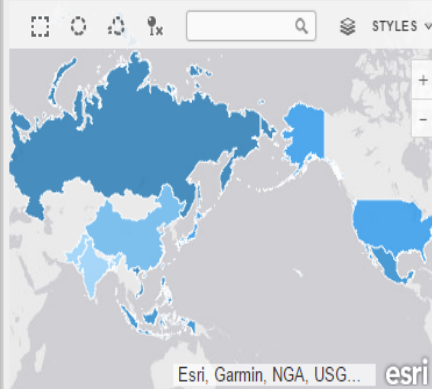 STYLES
+
-
Esri, Garmin, NGA, USG...
esri